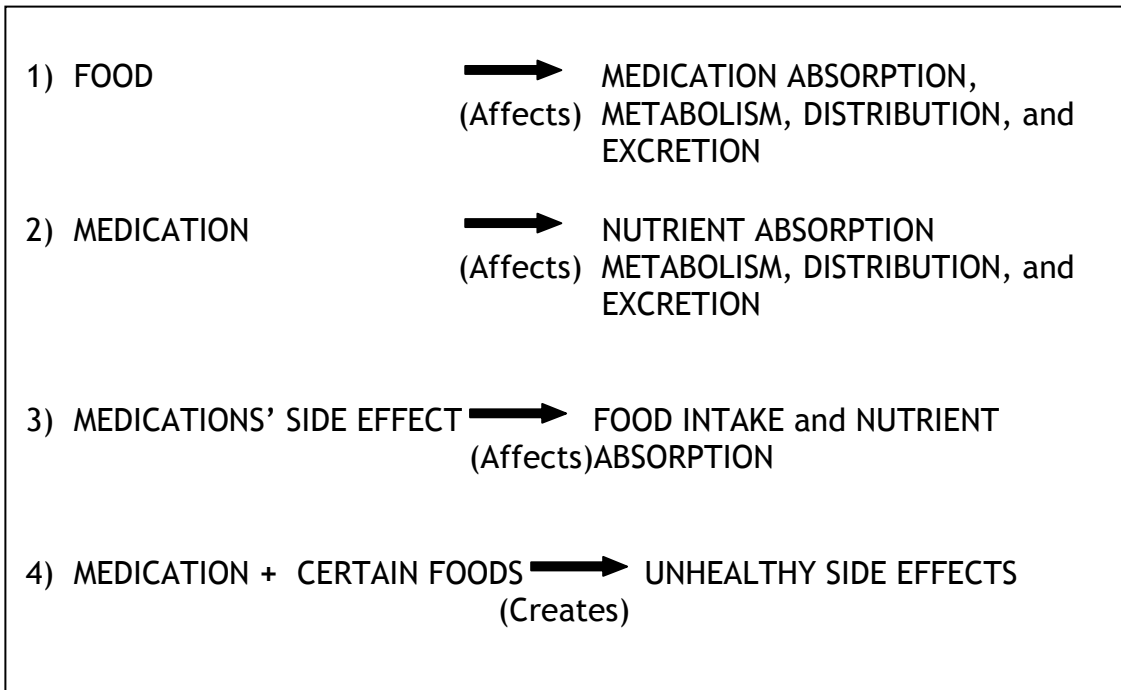 1) FOOD MEDICATION ABSORPTION,
(Affects) METABOLISM, DISTRIBUTION, and
EXCRETION
2) MEDICATION NUTRIENT ABSORPTION
(Affects) METABOLISM, DISTRIBUTION, and
EXCRETION
3) MEDICATIONS’ SIDE EFFECT FOOD INTAKE and NUTRIENT
(Affects) ABSORPTION
4) MEDICATION + CERTAIN FOODS UNHEALTHY SIDE EFFECTS
(Creates)